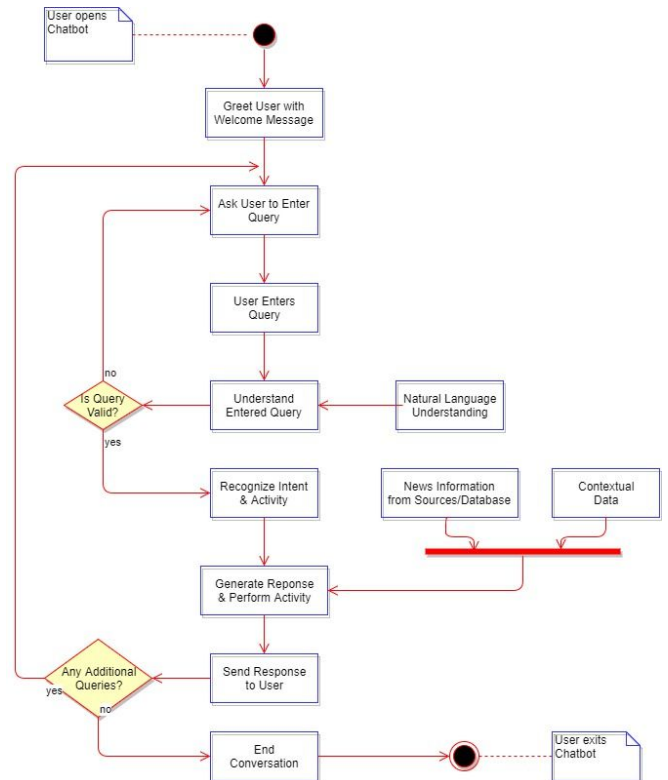 User opens
Chatbot
Greet User with
Welcome Message
Ask User to Enter
Query
User Enters
Query
no
Is Query
Valid?
yes
Understand
Entered Query
Natural Language
Understanding
Recognize Intent
& Activity
News Information
from Sources/Database
Contextual
Data
Generate Reponse
& Perform Activity
Any Additional
Queries?
yes
no
Send Response
to User
End
Conversation
User exits
Chatbot